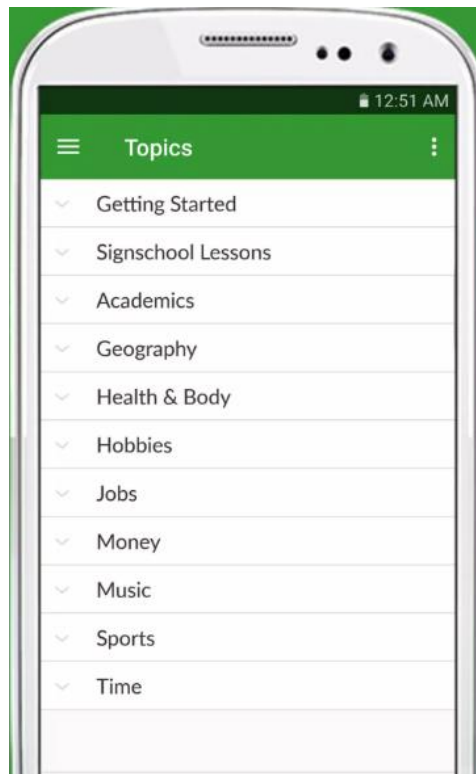 12:51 AM
Topics
Getting Started
Signschool Lessons
Academics
Geography
Health & Body
Hobbies
Jobs
Money
Music
Sports
Time